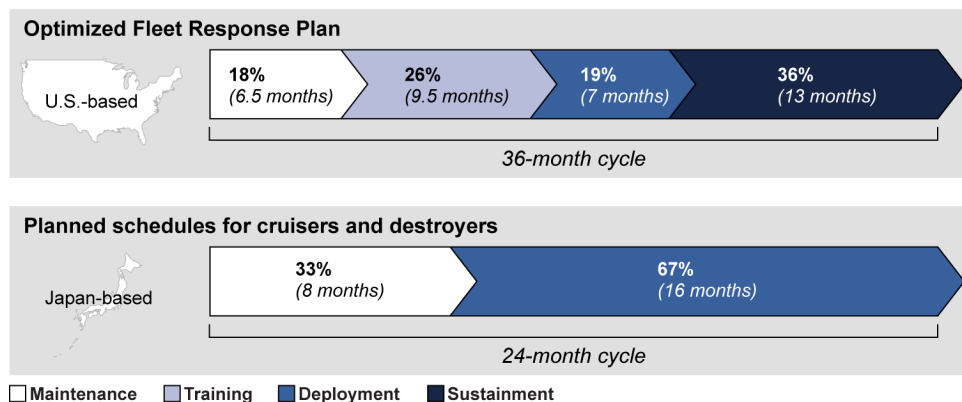 Optimized Fleet Response Plan
U.S.-based
18%
(6.5 months)
26%
(9.5 months)
19%
(7 months)
36%
(13 months)
36-month cycle
Planned schedules for cruisers and destroyers
Japan-based
33%
(8 months)
67%
(16 months)
24-month cycle
Maintenance Training Deployment Sustainment